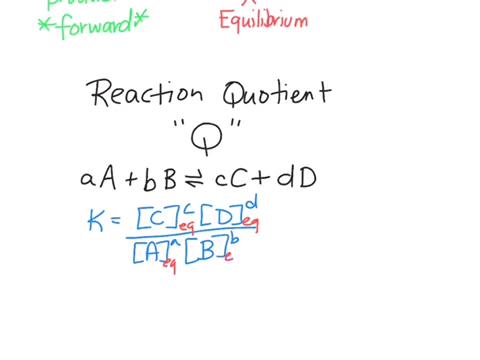 *forward*
Equilibrium
Reaction Quotient
"Q"
aA + bB ⇌ cC + dD
K = [C]^c_eq [D]^d_eq
[A]^a_eq [B]^b_e